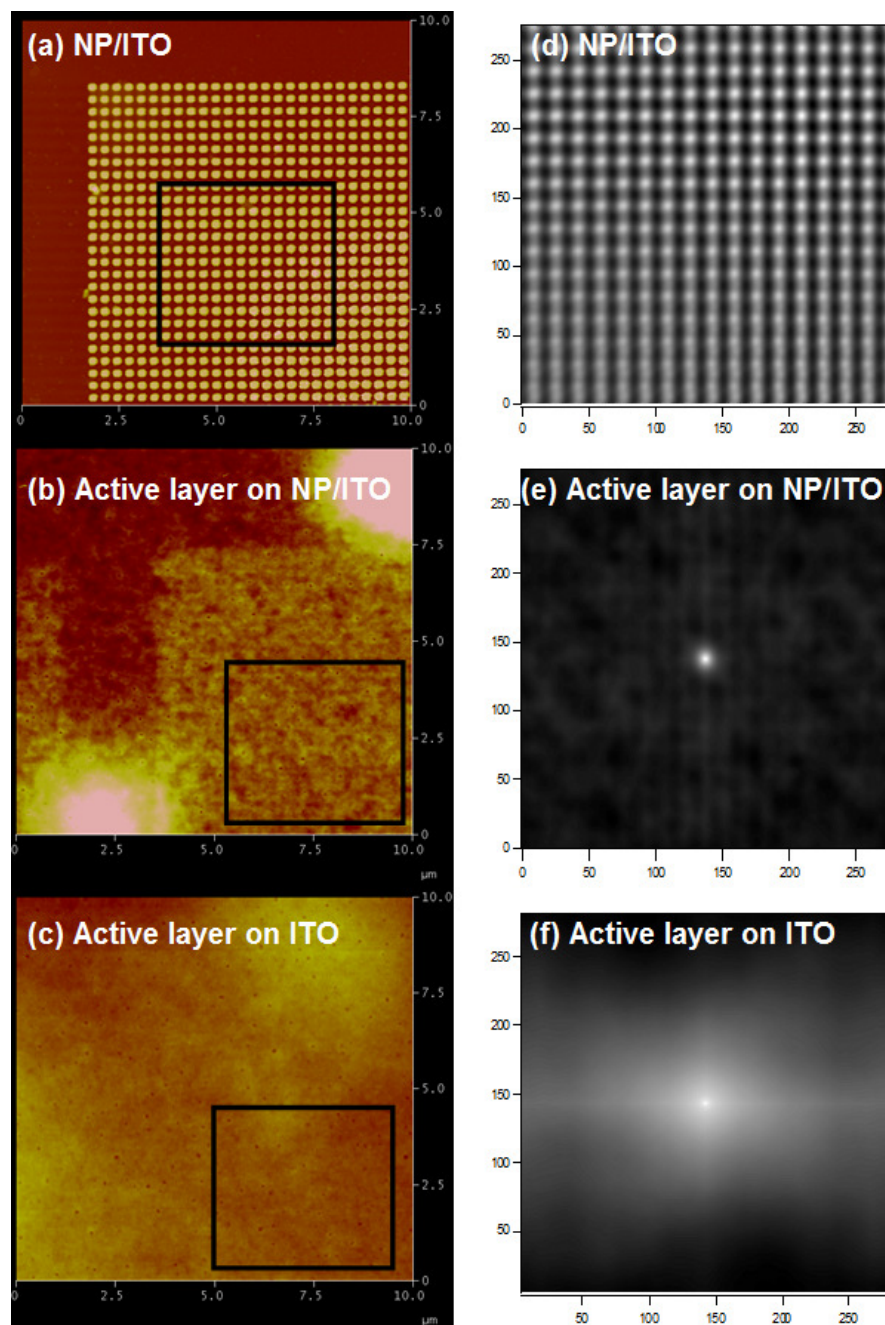 (a) NP/ITO
10.0
7.5
5.0
2.5
0
0 2.5 5.0 7.5 10.0
(d) NP/ITO
250
200
150
100
50
0
0 50 100 150 200 250
(b) Active layer on NP/ITO
10.0
7.5
5.0
2.5
0
0 2.5 5.0 7.5 10.0
μm
(e) Active layer on NP/ITO
250
200
150
100
50
0
0 50 100 150 200 250
(c) Active layer on ITO
10.0
7.5
5.0
2.5
0
0 2.5 5.0 7.5 10.0
μm
(f) Active layer on ITO
250
200
150
100
50
50 100 150 200 250